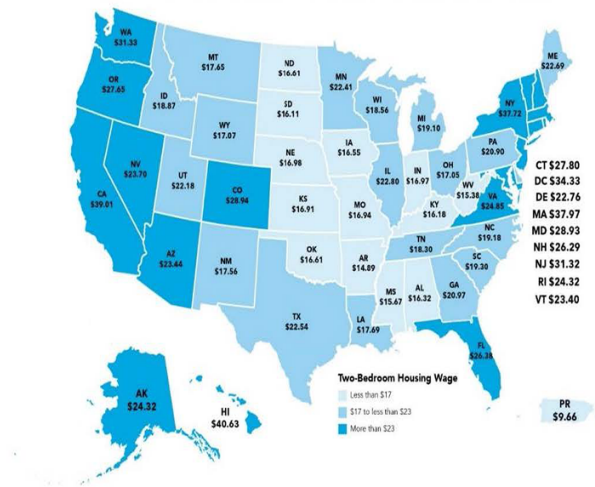 WA
$31.33
OR
$27.65
CA
$39.01
NV
$23.70
ID
$18.87
MT
$17.65
WY
$17.07
UT
$22.18
CO
$28.94
AZ
$23.44
NM
$17.56
ND
$16.61
SD
$16.11
NE
$16.98
KS
$16.91
OK
$16.61
TX
$22.54
MN
$22.41
IA
$16.55
MO
$16.94
AR
$14.89
LA
$17.69
WI
$18.56
IL
$22.80
MI
$19.10
IN
$16.97
OH
$17.05
KY
$16.18
TN
$18.30
MS
$15.67
AL
$16.32
GA
$20.97
FL
$26.38
SC
$19.30
NC
$19.18
VA
$24.85
WV
$15.38
PA
$20.90
NY
$37.72
ME
$22.69
CT $27.80
DC $34.33
DE $22.76
MA $37.97
MD $28.93
NH $26.29
NJ $31.32
RI $24.32
VT $23.40
AK
$24.32
HI
$40.63
Two-Bedroom Housing Wage
Less than $17
$17 to less than $23
More than $23
PR
$9.66